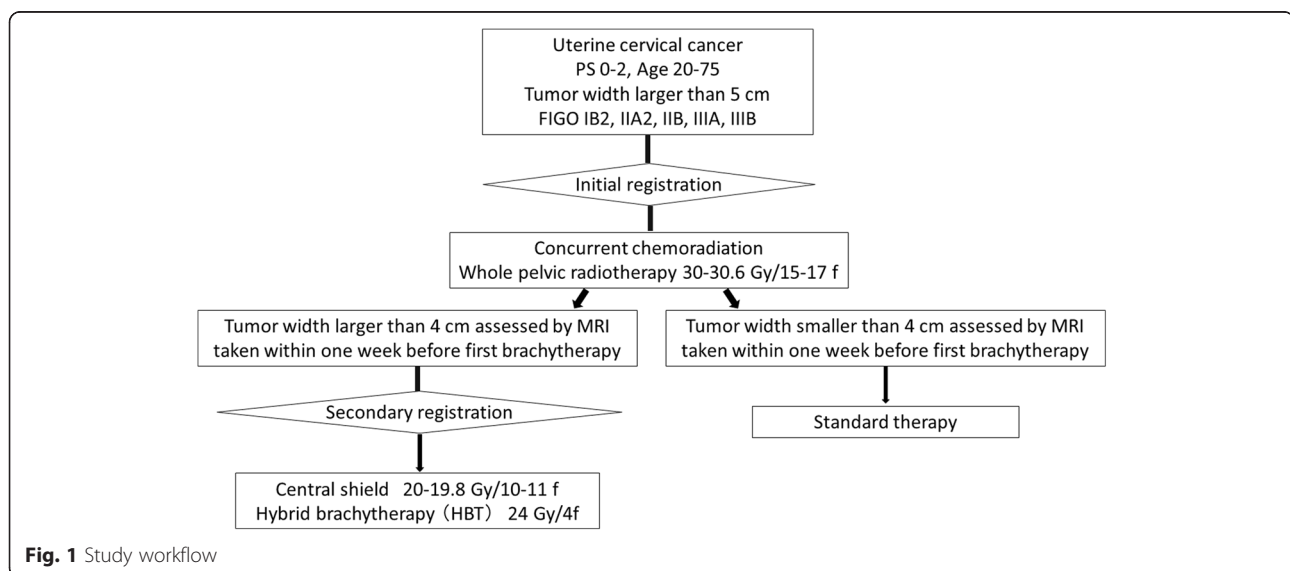 Uterine cervical cancer
PS 0-2, Age 20-75
Tumor width larger than 5 cm
FIGO IB2, IIA2, IIB, IIIA, IIIB
Initial registration
Concurrent chemoradiation
Whole pelvic radiotherapy 30-30.6 Gy/15-17 f
Tumor width larger than 4 cm assessed by MRI
taken within one week before first brachytherapy
Tumor width smaller than 4 cm assessed by MRI
taken within one week before first brachytherapy
Secondary registration
Standard therapy
Central shield 20-19.8 Gy/10-11 f
Hybrid brachytherapy（HBT） 24 Gy/4f
Fig. 1 Study workflow